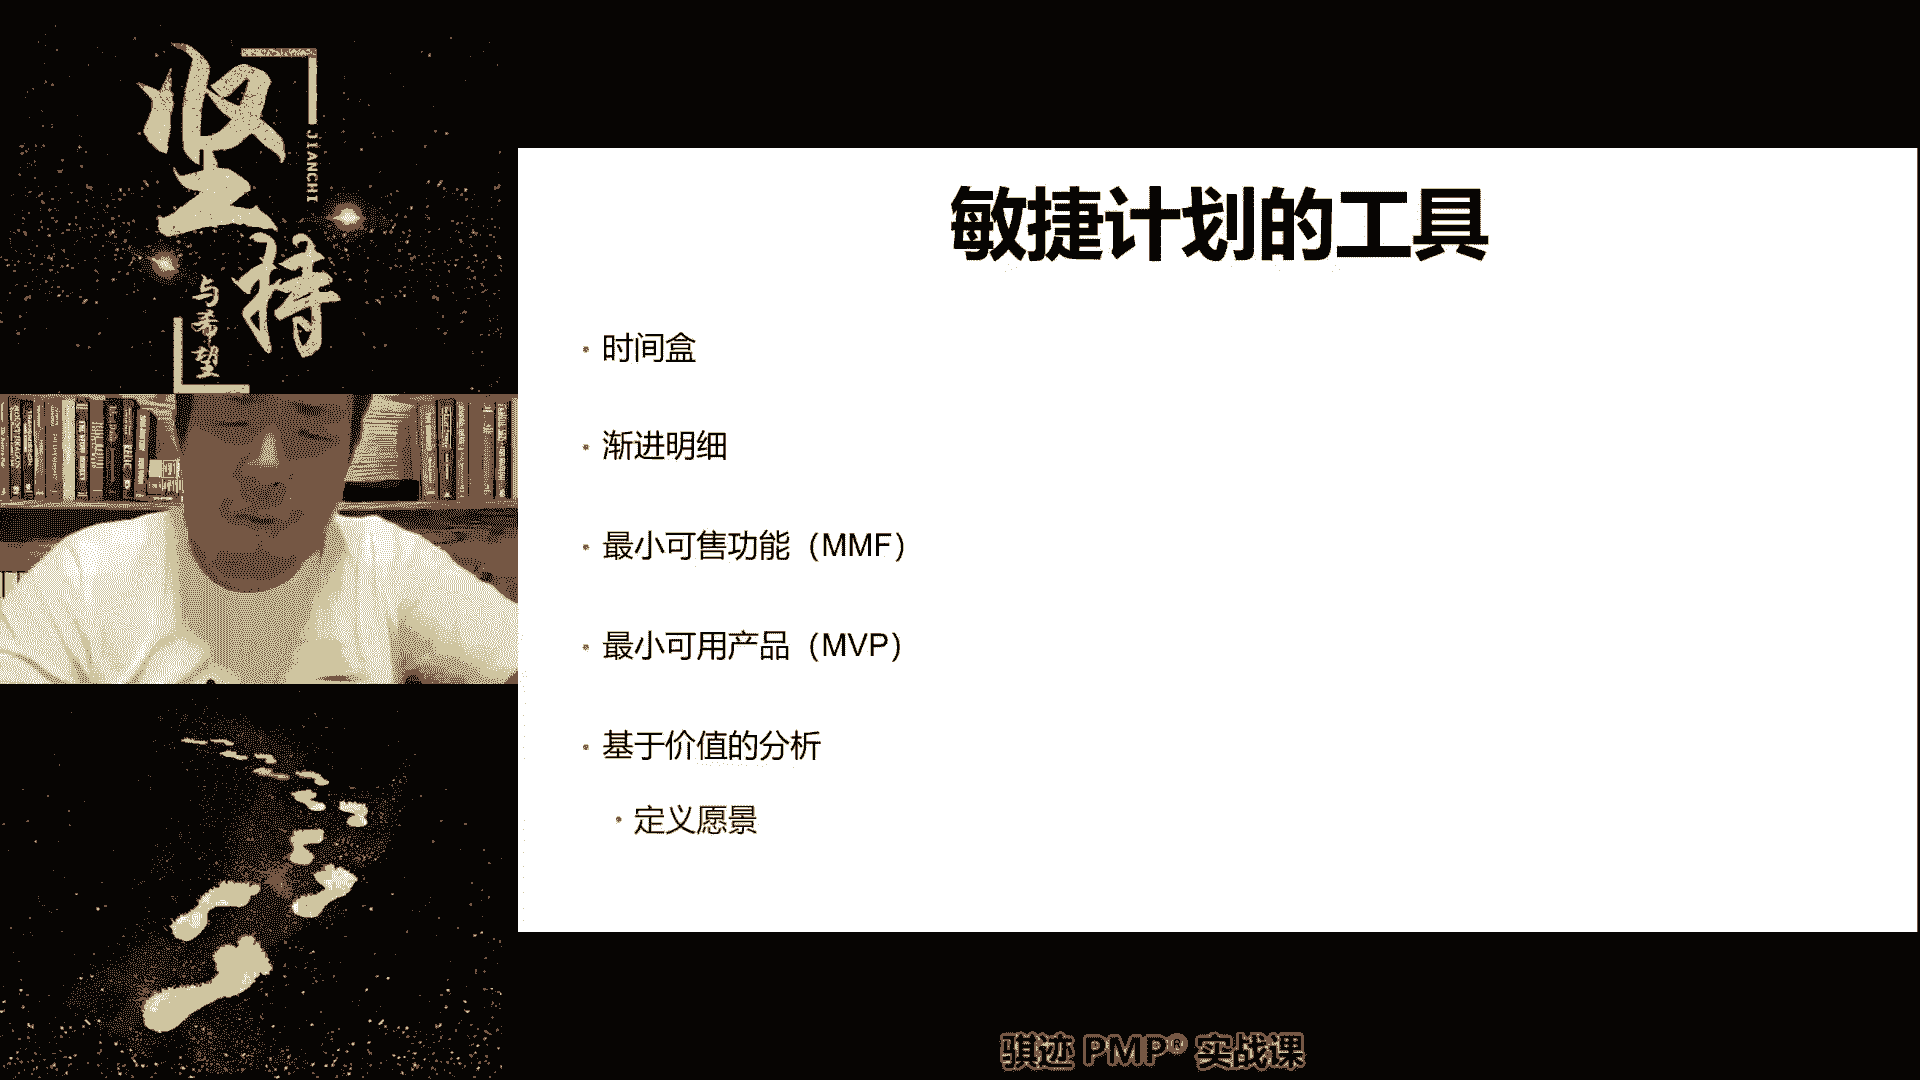 坚持
JIANCHI
与希望
敏捷计划的工具
· 时间盒
· 渐进明细
· 最小可售功能（MMF）
· 最小可用产品（MVP）
· 基于价值的分析
· 定义愿景
骐迹 PMP® 实战课